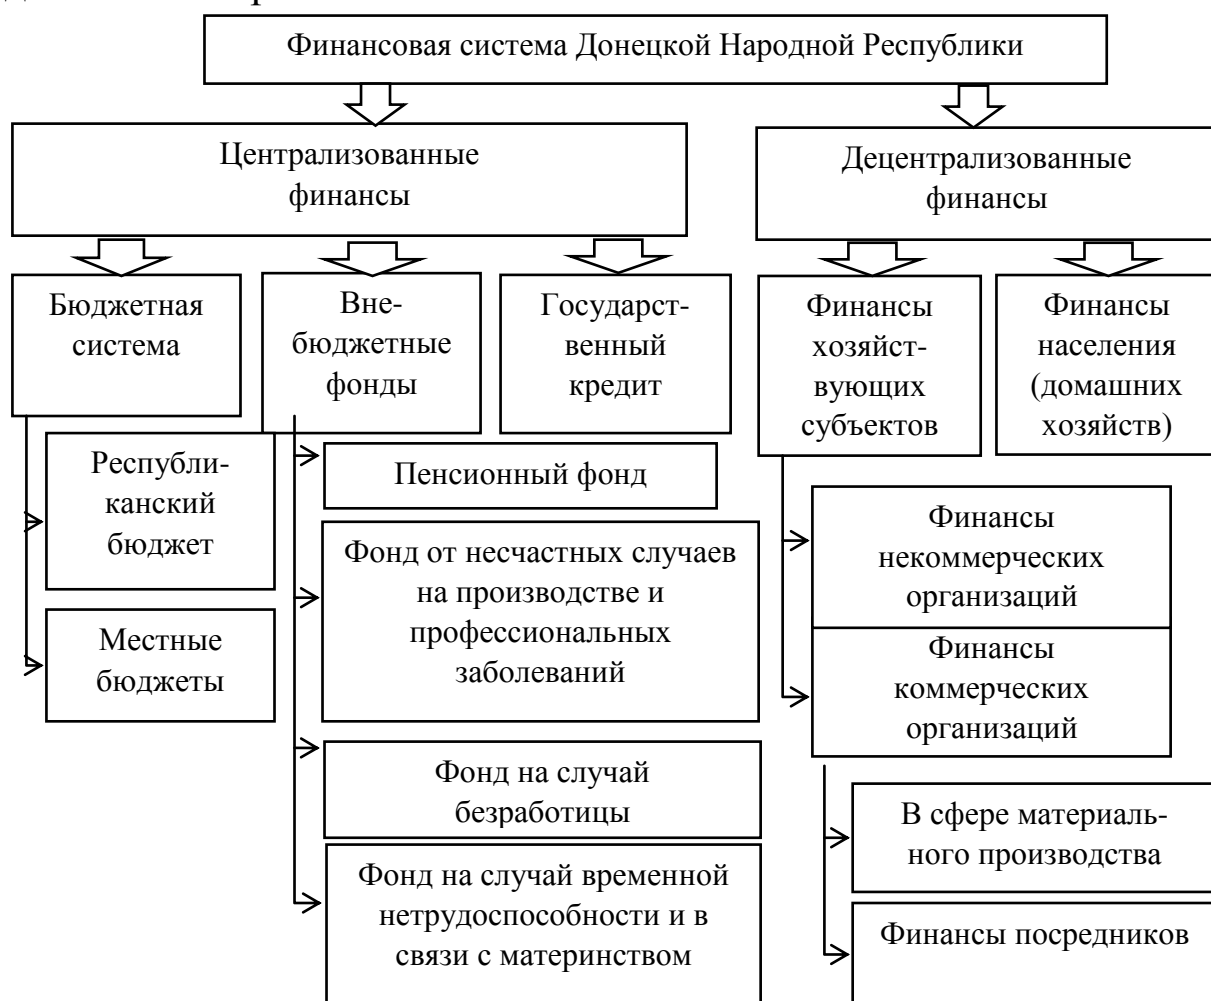 Финансовая система Донецкой Народной Республики
Централизованные
финансы
Децентрализованные
финансы
Бюджетная
система
Вне-
бюджетные
фонды
Государст-
венный
кредит
Финансы
хозяйст-
вующих
субъектов
Финансы
населения
(домашних
хозяйств)
Республи-
канский
бюджет
Местные
бюджеты
Пенсионный фонд
Фонд от несчастных случаев
на производстве и
профессиональных
заболеваний
Фонд на случай
безработицы
Фонд на случай временной
нетрудоспособности и в
связи с материнством
Финансы
некоммерческих
организаций
Финансы
коммерческих
организаций
В сфере материаль-
ного производства
Финансы посредников